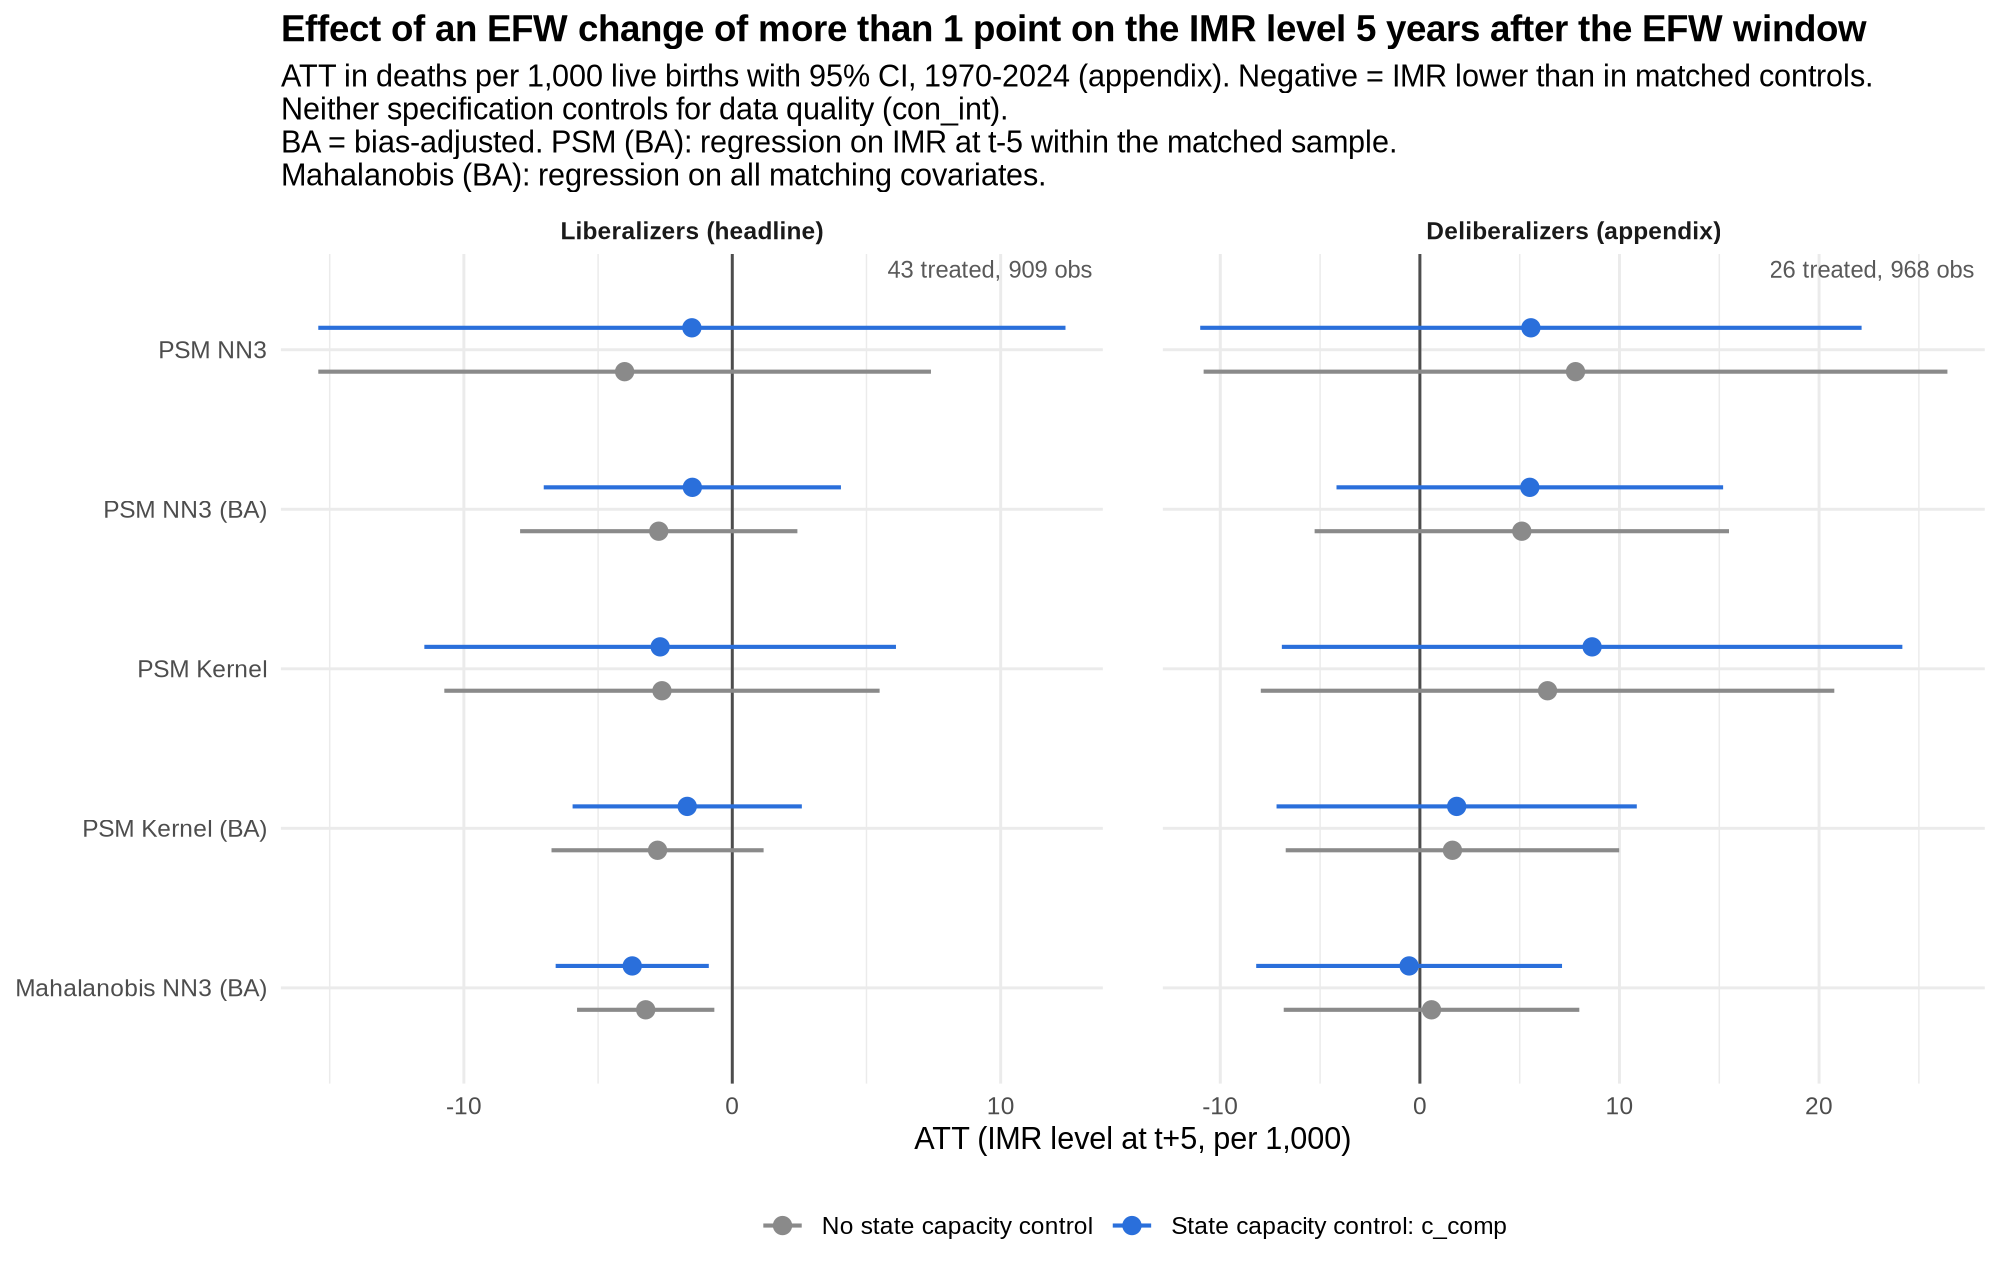 Effect of an EFW change of more than 1 point on the IMR level 5 years after the EFW window
ATT in deaths per 1,000 live births with 95% CI, 1970-2024 (appendix). Negative = IMR lower than in matched controls.
Neither specification controls for data quality (con_int).
BA = bias-adjusted. PSM (BA): regression on IMR at t-5 within the matched sample.
Mahalanobis (BA): regression on all matching covariates.
Liberalizers (headline)
Deliberalizers (appendix)
43 treated, 909 obs
26 treated, 968 obs
PSM NN3
PSM NN3 (BA)
PSM Kernel
PSM Kernel (BA)
Mahalanobis NN3 (BA)
-10 0 10
-10 0 10 20
ATT (IMR level at t+5, per 1,000)
No state capacity control
State capacity control: c_comp